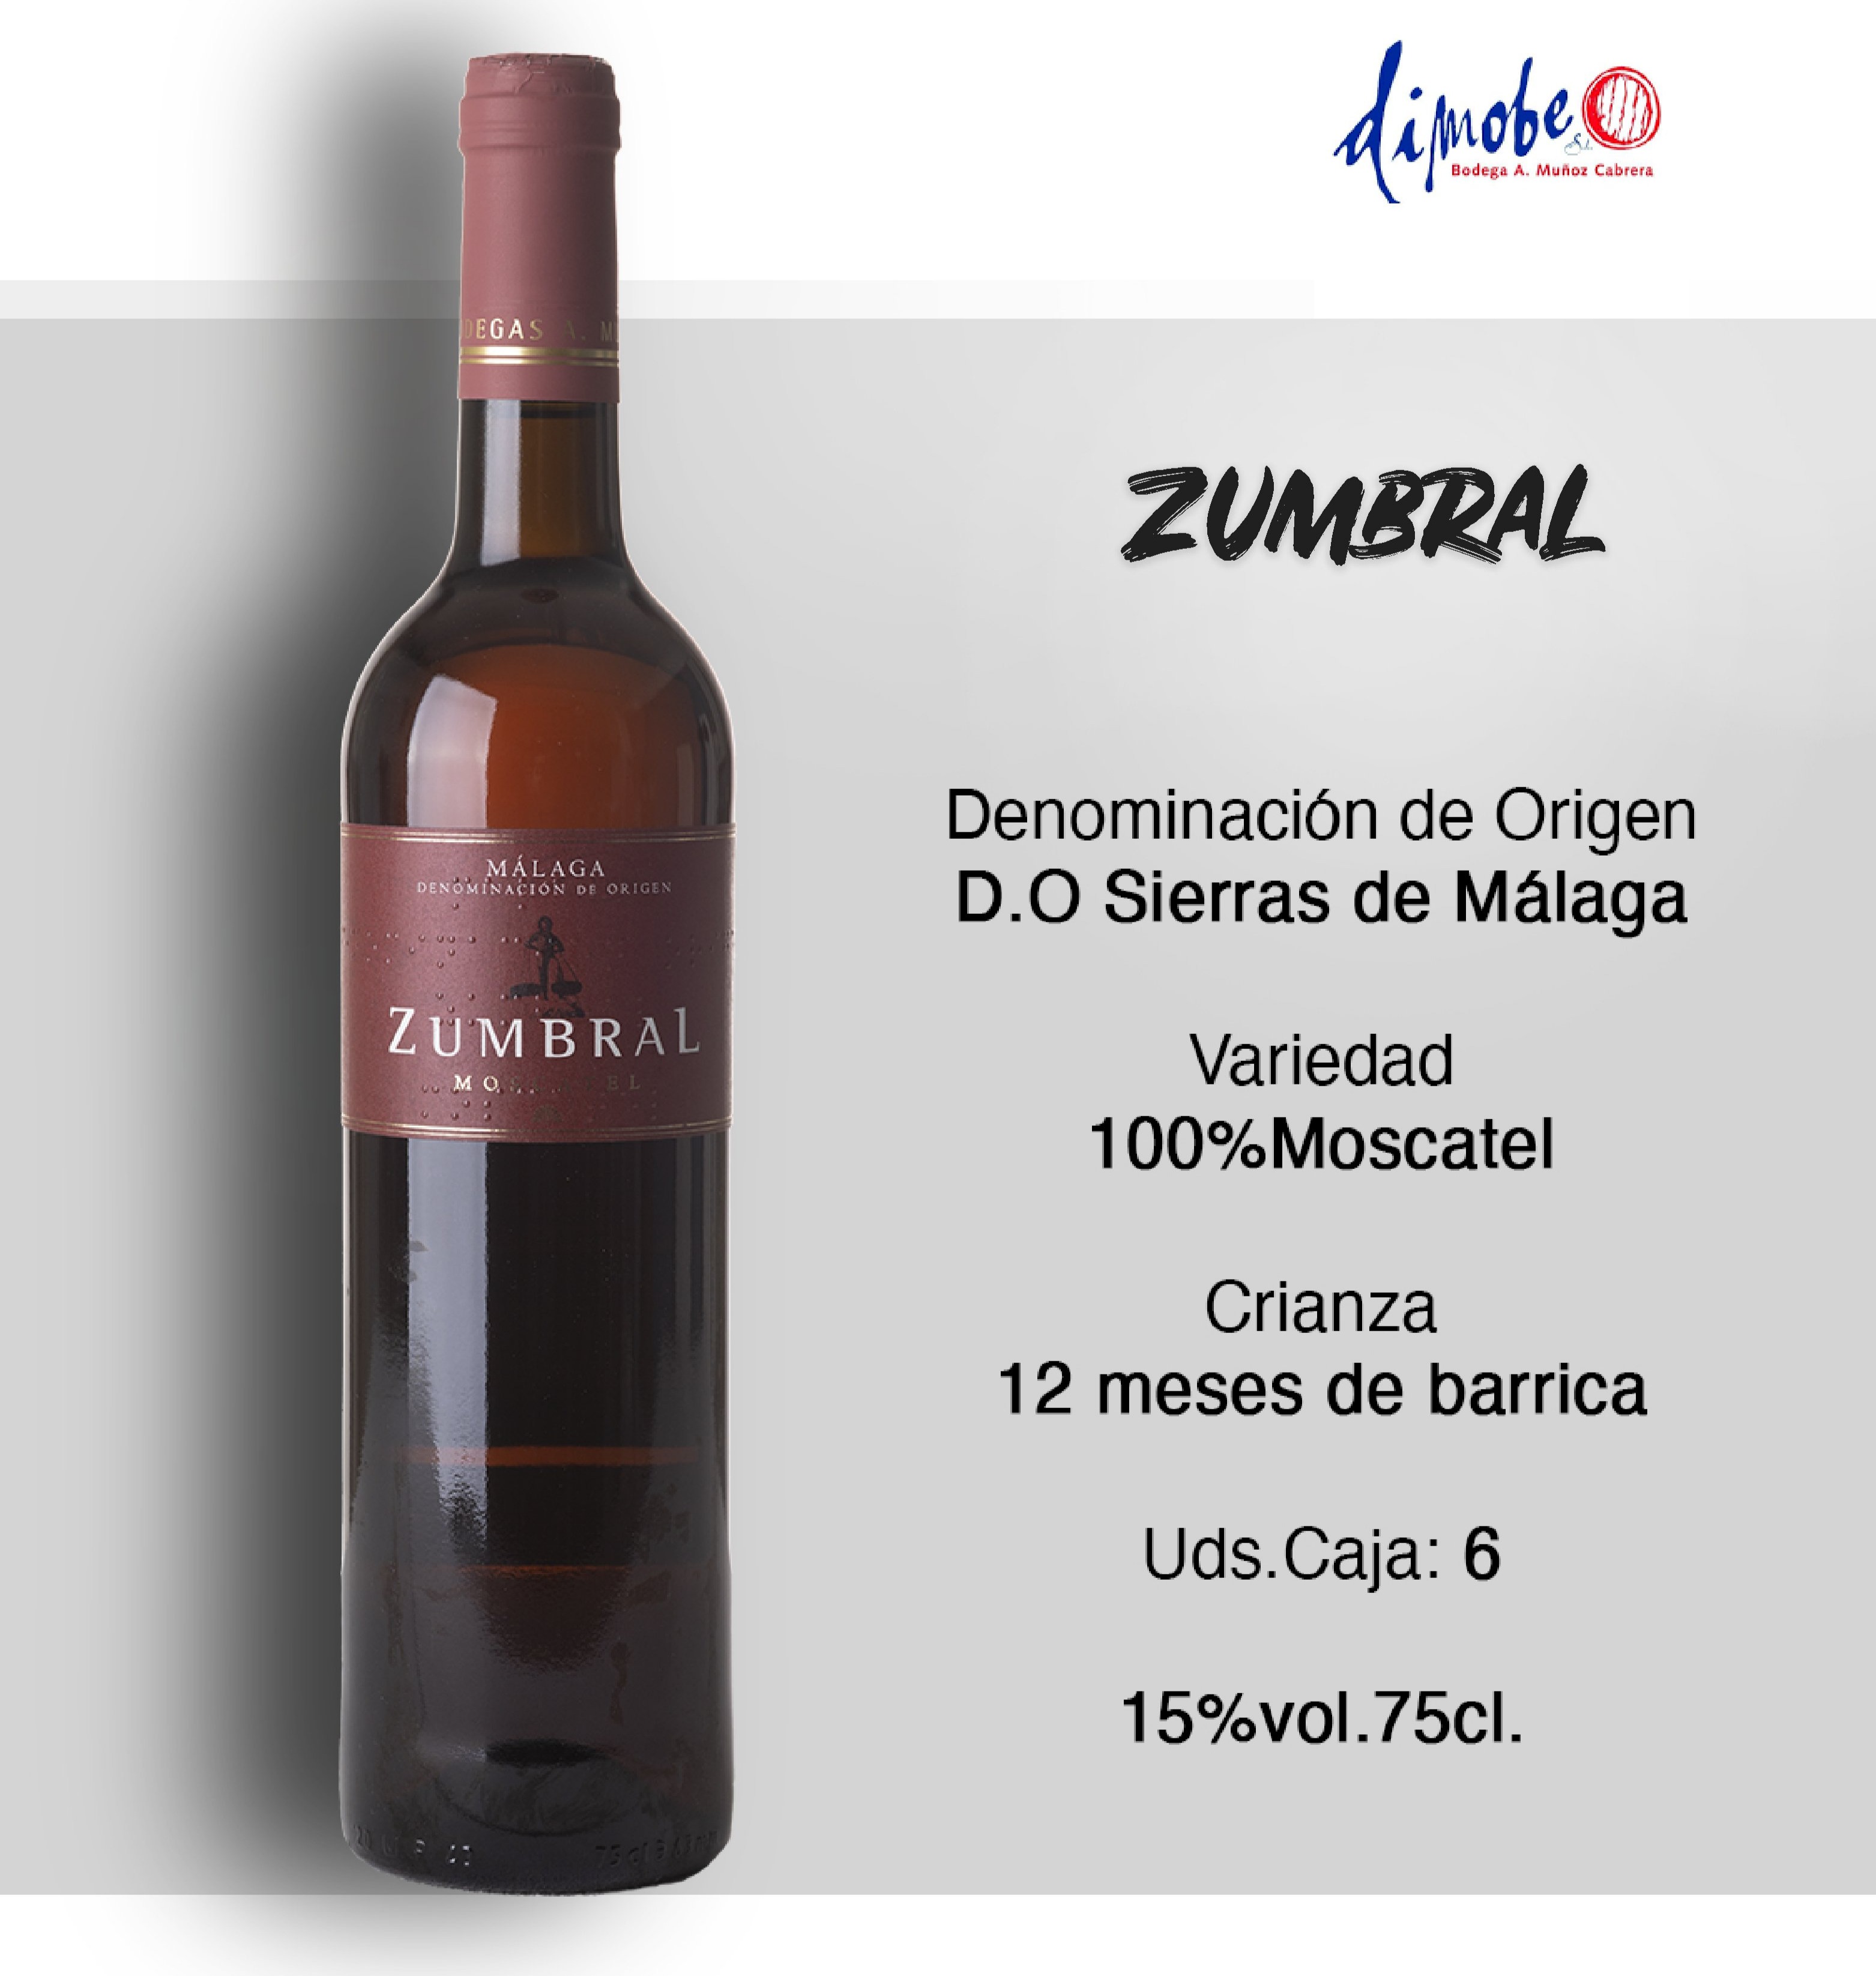 dimobe
Bodega A. Muñoz Cabrera
DEGAS A. M
ZUMBRAL
Denominación de Origen
D.O Sierras de Málaga
Variedad
100%Moscatel
Crianza
12 meses de barrica
Uds.Caja: 6
15%vol.75cl.
MÁLAGA
DENOMINACIÓN DE ORIGEN
ZUMBRAL